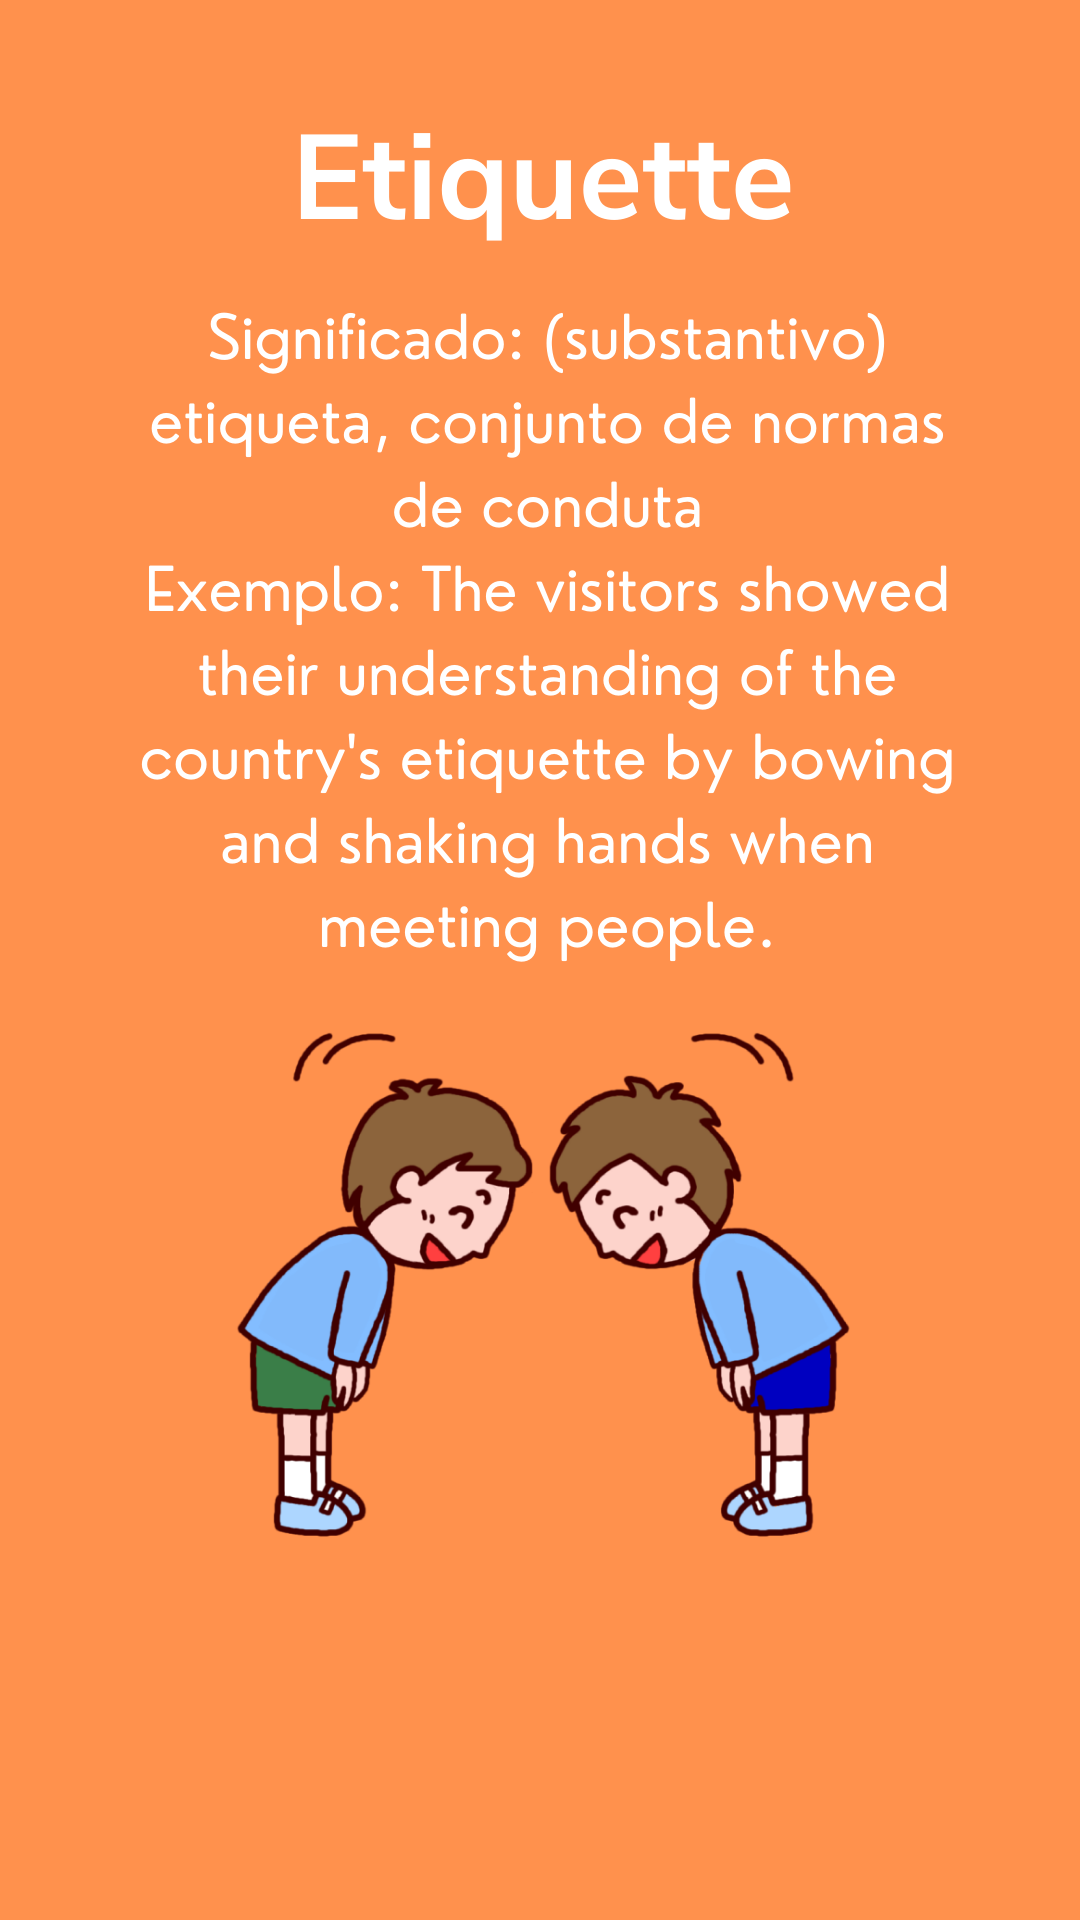 Etiquette
Significado: (substantivo)
etiqueta, conjunto de normas
de conduta
Exemplo: The visitors showed
their understanding of the
country's etiquette by bowing
and shaking hands when
meeting people.